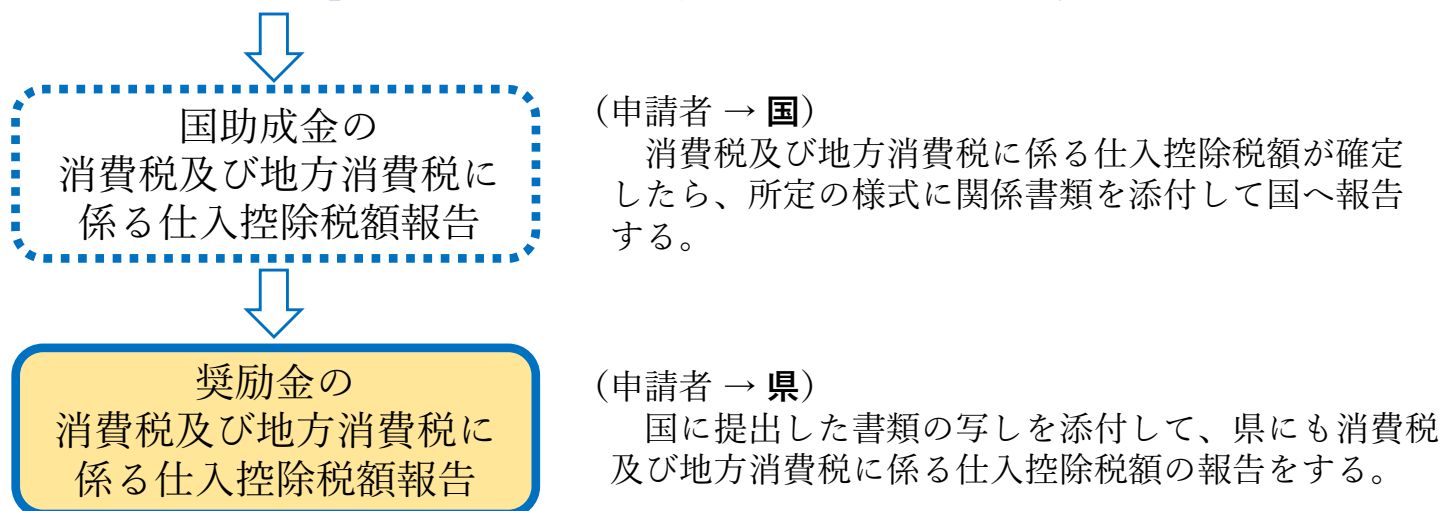 国助成金の
消費税及び地方消費税に
係る仕入控除税額報告
(申請者 → 国)
消費税及び地方消費税に係る仕入控除税額が確定
したら、所定の様式に関係書類を添付して国へ報告
する。
奨励金の
消費税及び地方消費税に
係る仕入控除税額報告
(申請者 → 県)
国に提出した書類の写しを添付して、県にも消費税
及び地方消費税に係る仕入控除税額の報告をする。